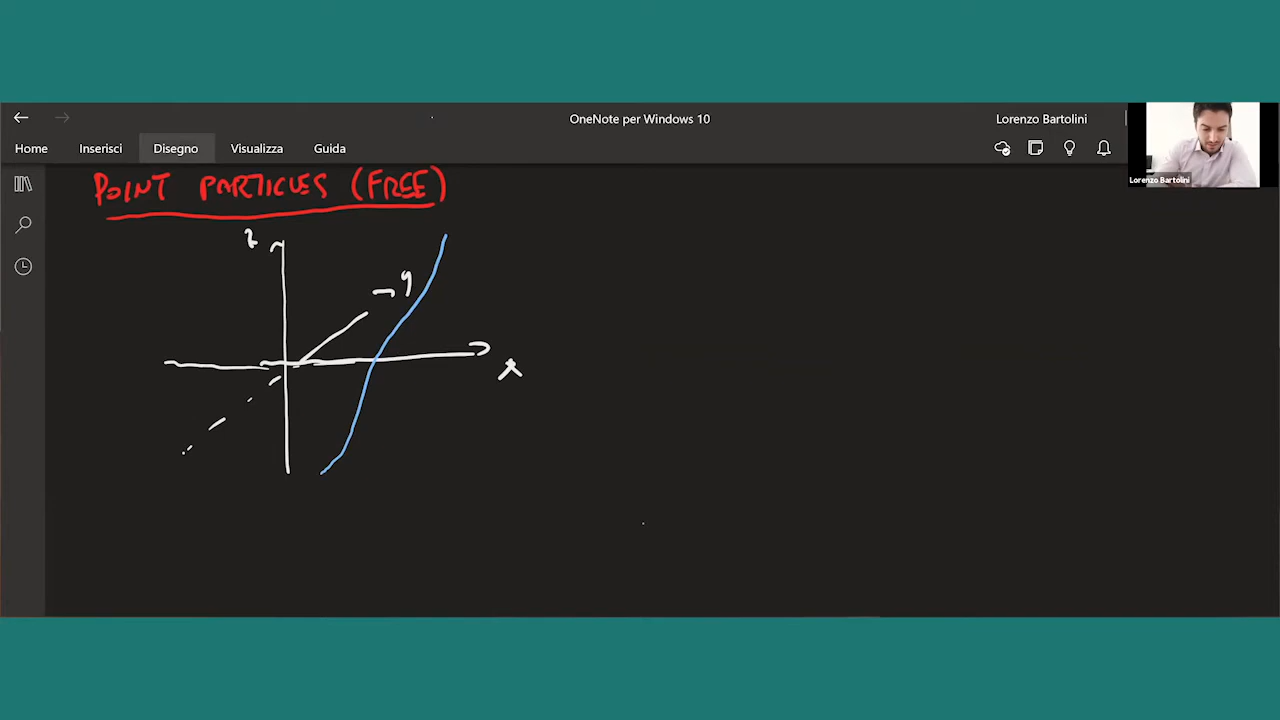 OneNote per Windows 10
Lorenzo Bartolini
Home Inserisci Disegno Visualizza Guida
Lorenzo Bartolini
POINT PARTICLES (FREE)
z
y
x